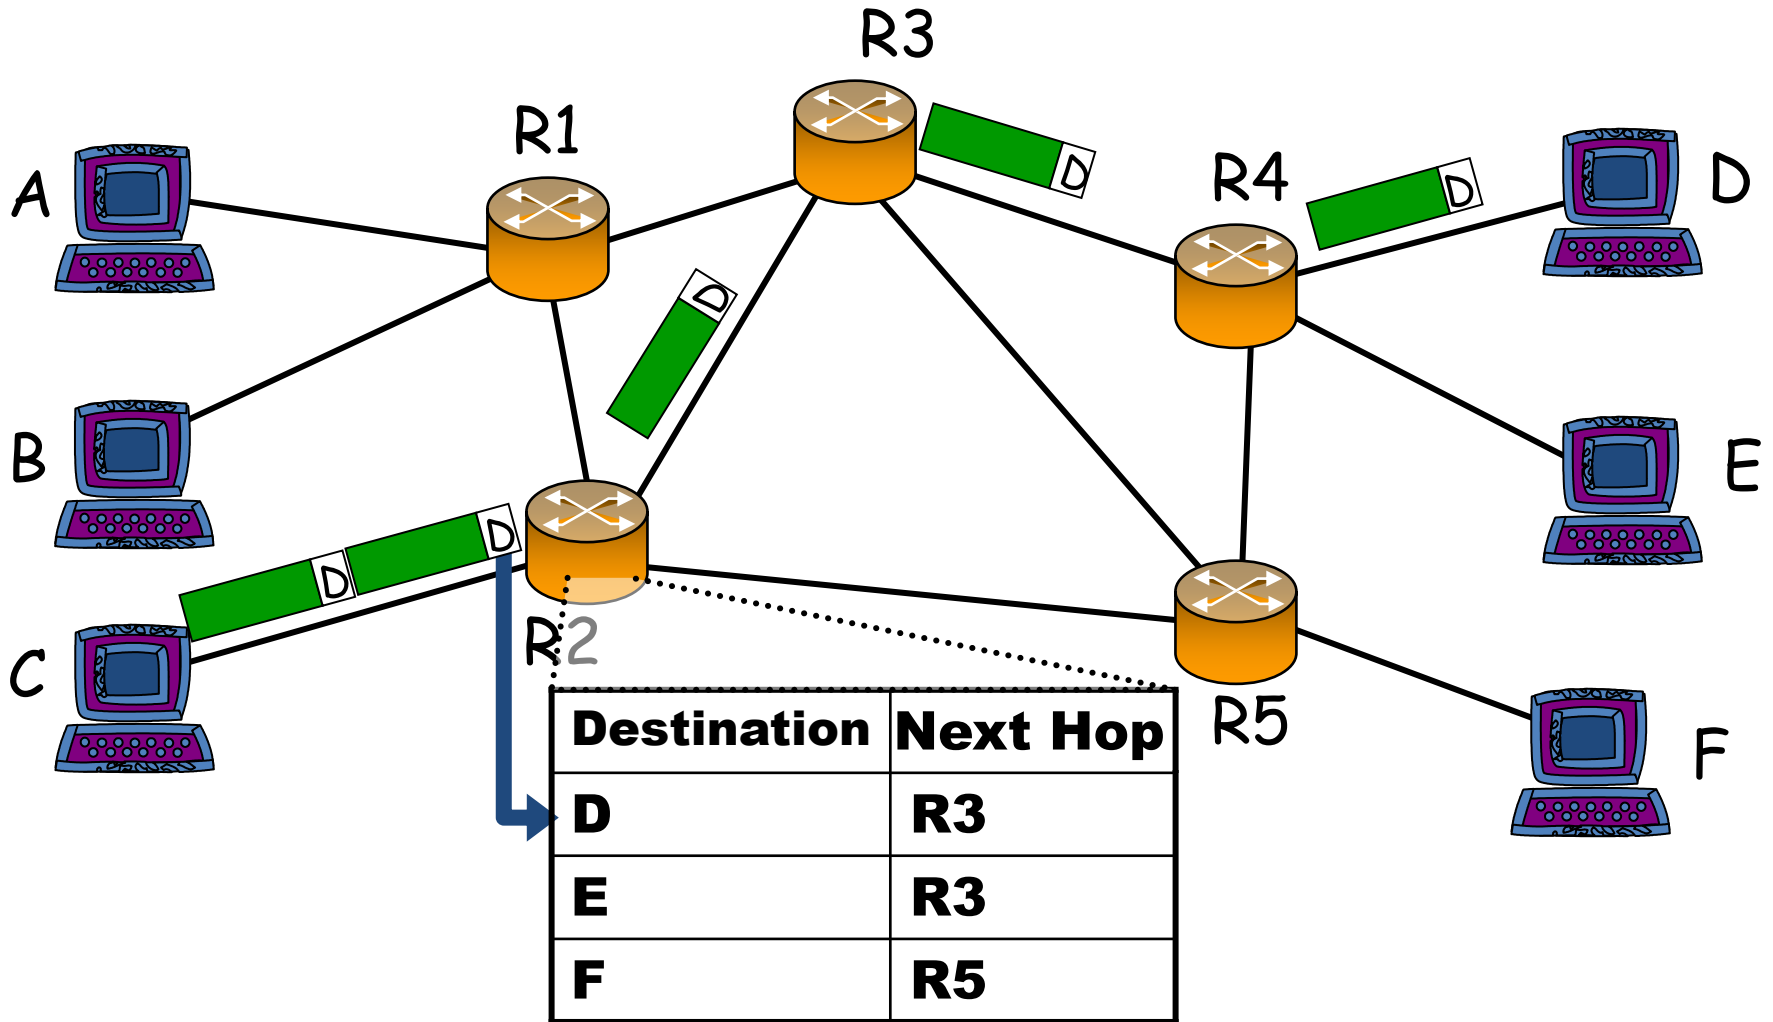 R3
R1
R4
D
D
D
A
D
B
E
D
D
C
R2
R5
F
Destination Next Hop
D R3
E R3
F R5